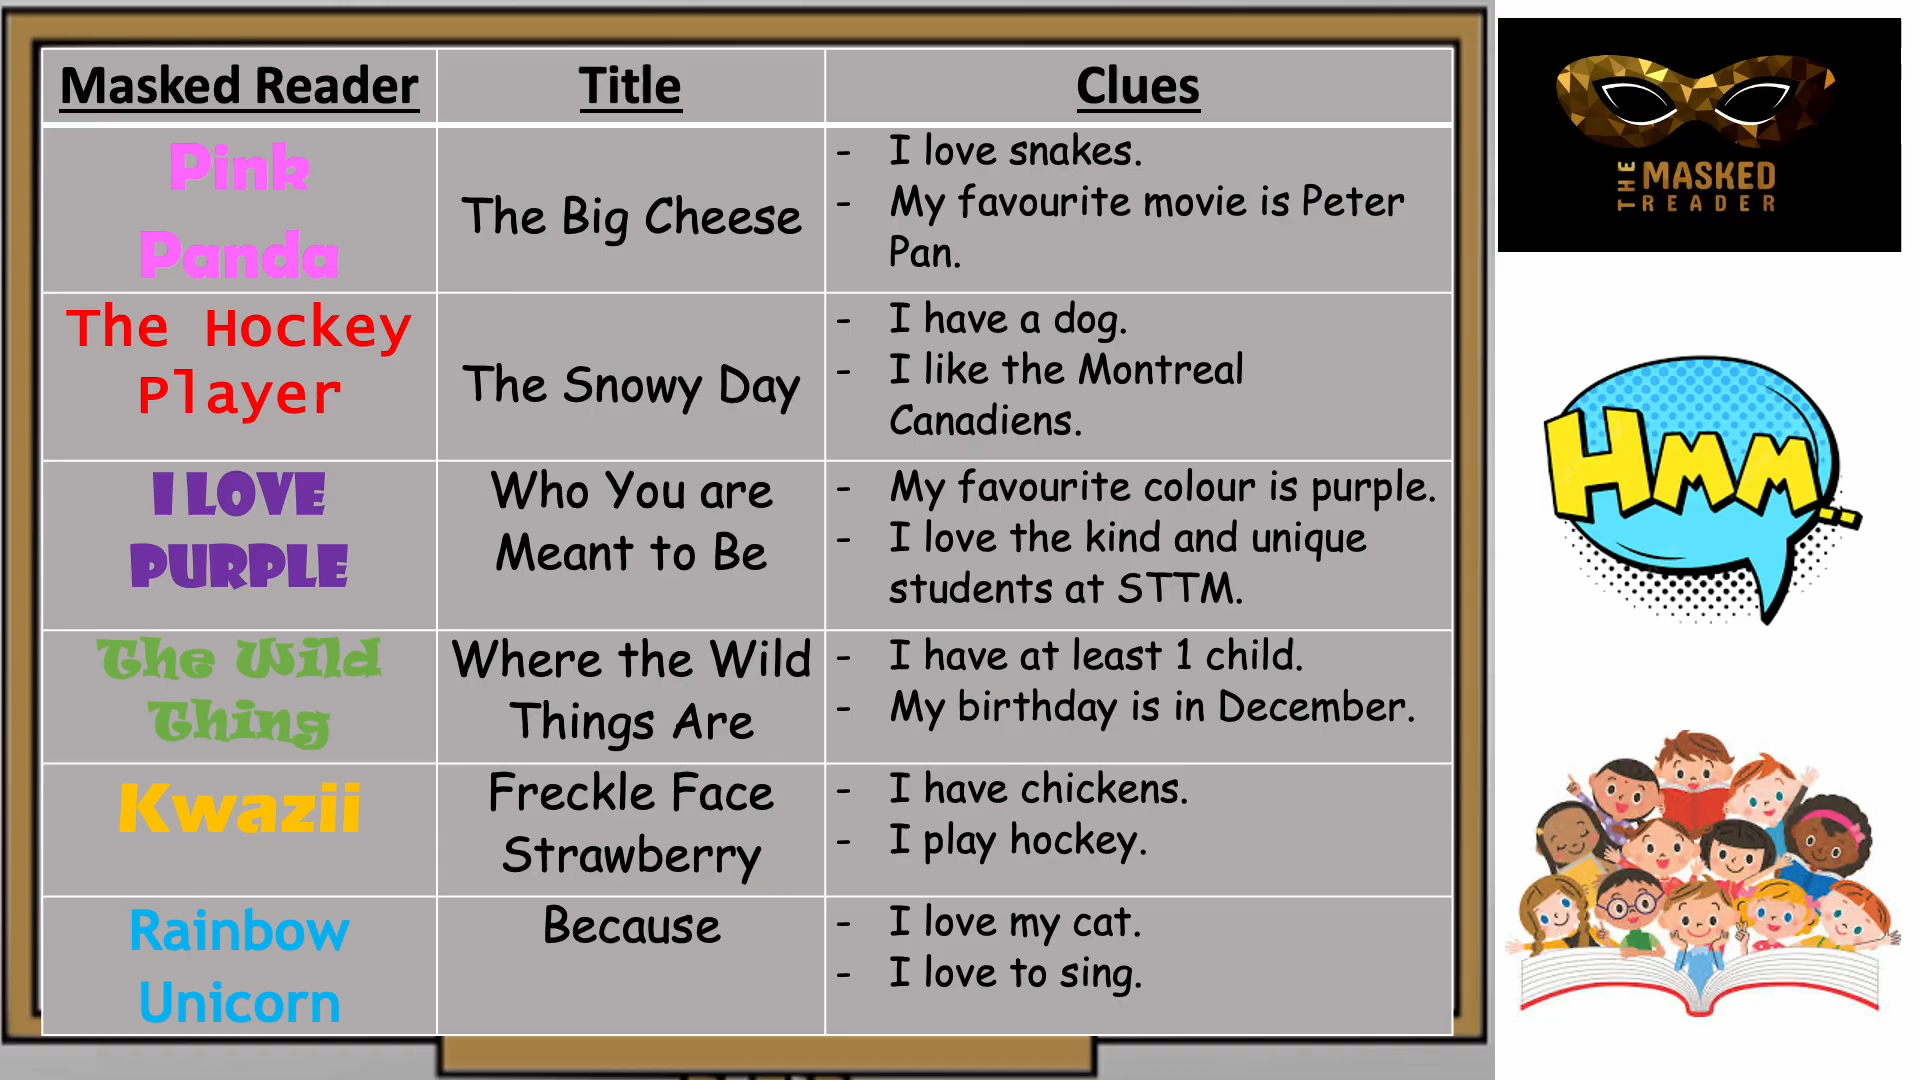 Masked Reader
Title
Clues
Pink
Panda
The Big Cheese
- I love snakes.
- My favourite movie is Peter
Pan.
The Hockey
Player
The Snowy Day
- I have a dog.
- I like the Montreal
Canadiens.
I LOVE
PURPLE
Who You are
Meant to Be
- My favourite colour is purple.
- I love the kind and unique
students at STTM.
The Wild
Thing
Where the Wild
Things Are
- I have at least 1 child.
- My birthday is in December.
Kwazii
Freckle Face
Strawberry
- I have chickens.
- I play hockey.
Rainbow
Unicorn
Because
- I love my cat.
- I love to sing.
THE MASKED
READER
HMM..